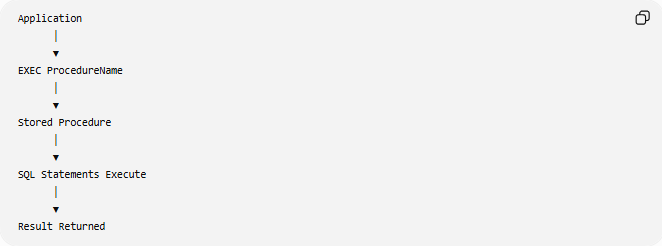 Application
│
▼
EXEC ProcedureName
│
▼
Stored Procedure
│
▼
SQL Statements Execute
│
▼
Result Returned